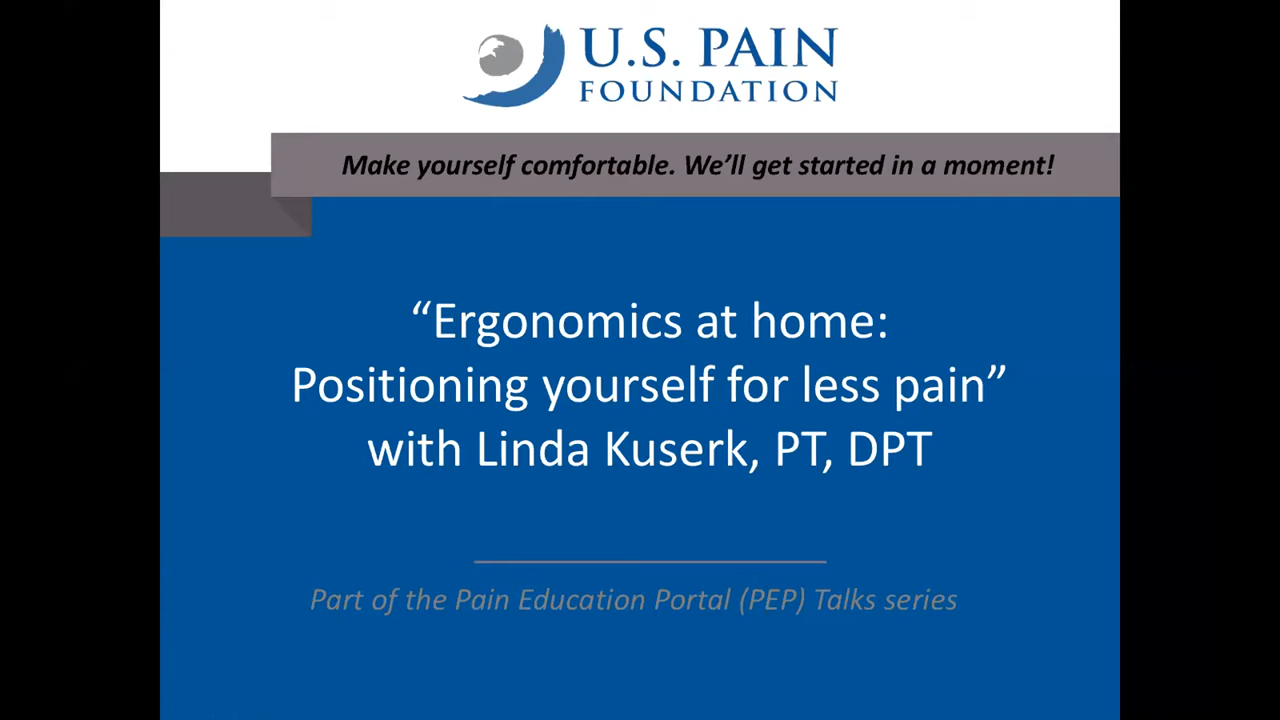 U.S. PAIN
FOUNDATION
Make yourself comfortable. We’ll get started in a moment!
“Ergonomics at home:
Positioning yourself for less pain”
with Linda Kuserk, PT, DPT
Part of the Pain Education Portal (PEP) Talks series